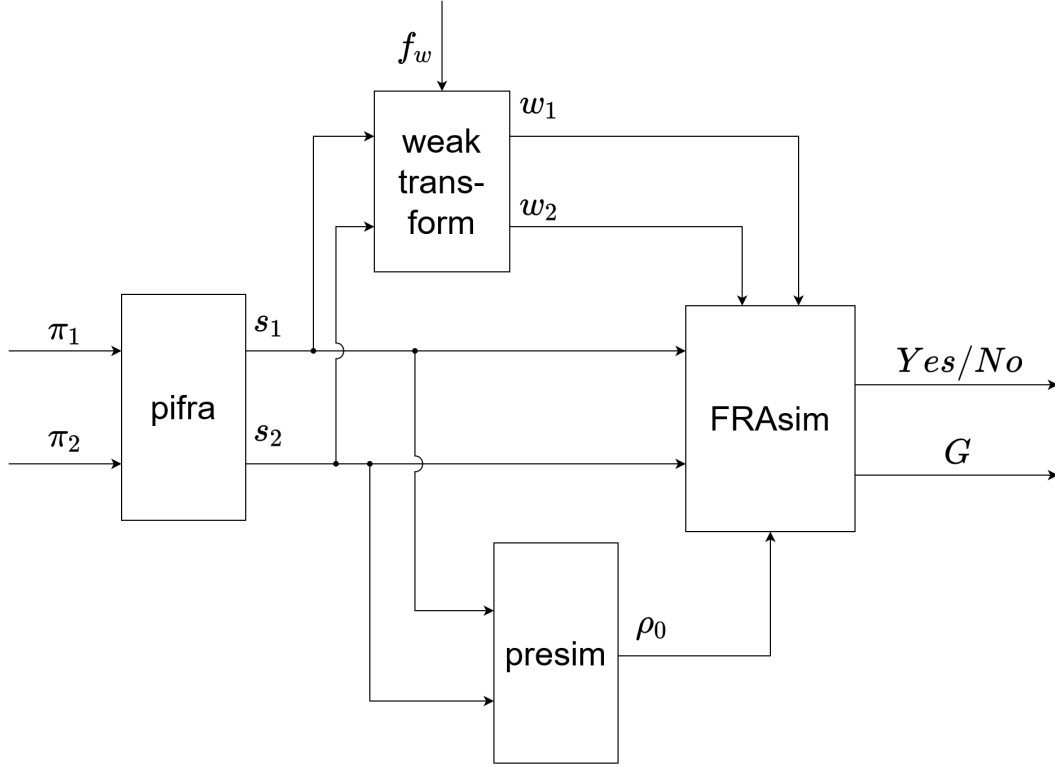 f_w
weak
trans-
form
w_1
w_2
π_1
π_2
pifra
s_1
s_2
FRAsim
Yes/No
G
presim
ρ_0